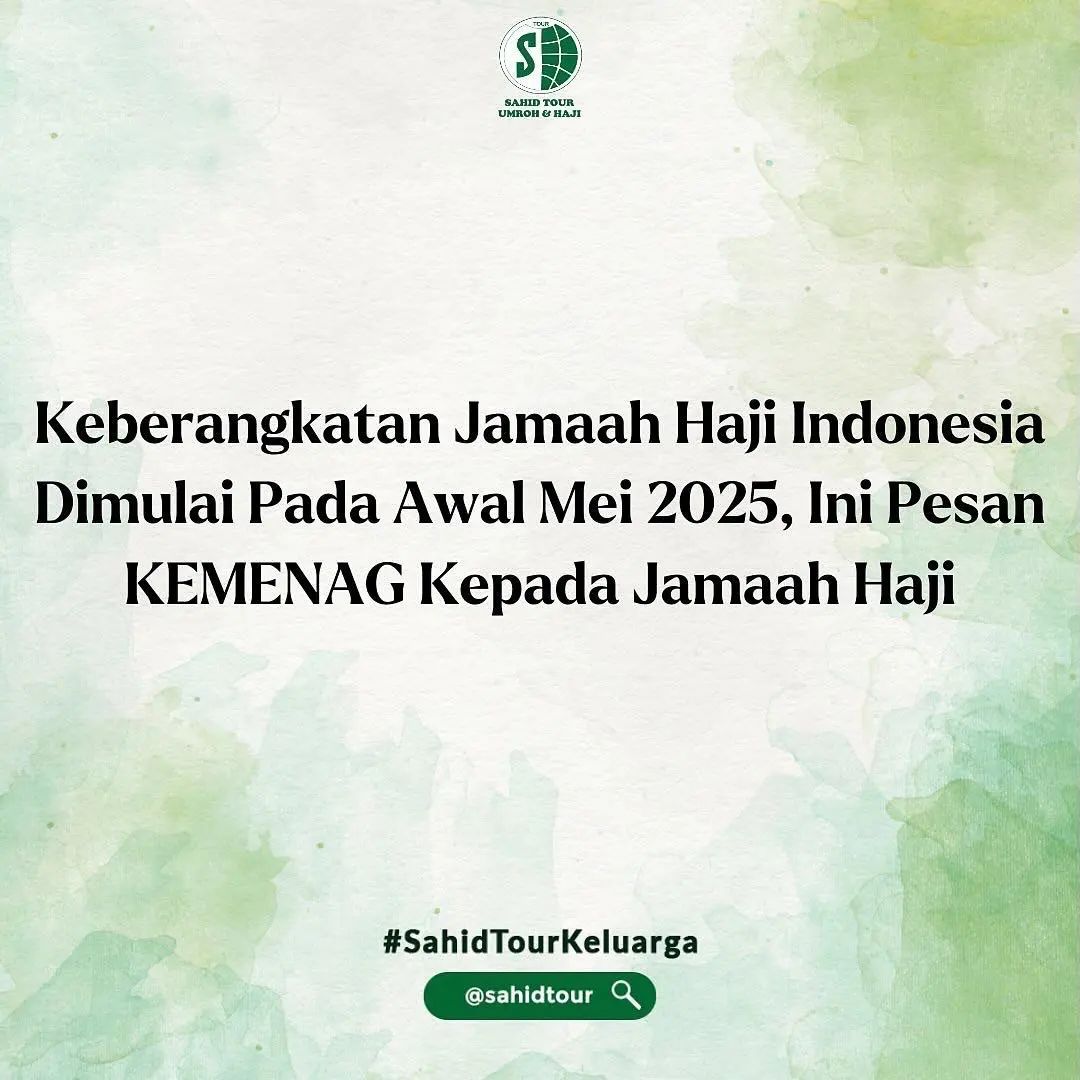 TOUR
S
SAHID TOUR
UMROH & HAJI
Keberangkatan Jamaah Haji Indonesia
Dimulai Pada Awal Mei 2025, Ini Pesan
KEMENAG Kepada Jamaah Haji
#SahidTourKeluarga
@sahidtour